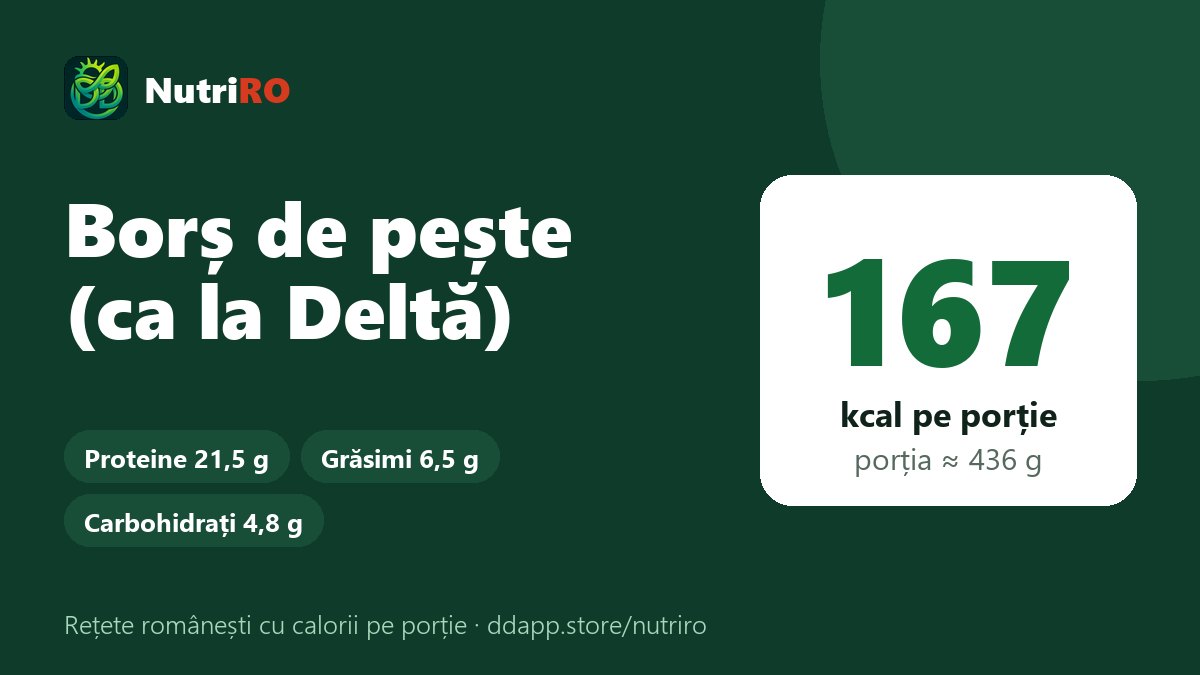 NutriRO
Borș de pește
(ca la Deltă)
167
kcal pe porție
porția ≈ 436 g
Proteine 21,5 g
Grăsimi 6,5 g
Carbohidrați 4,8 g
Rețete românești cu calorii pe porție · ddapp.store/nutriro